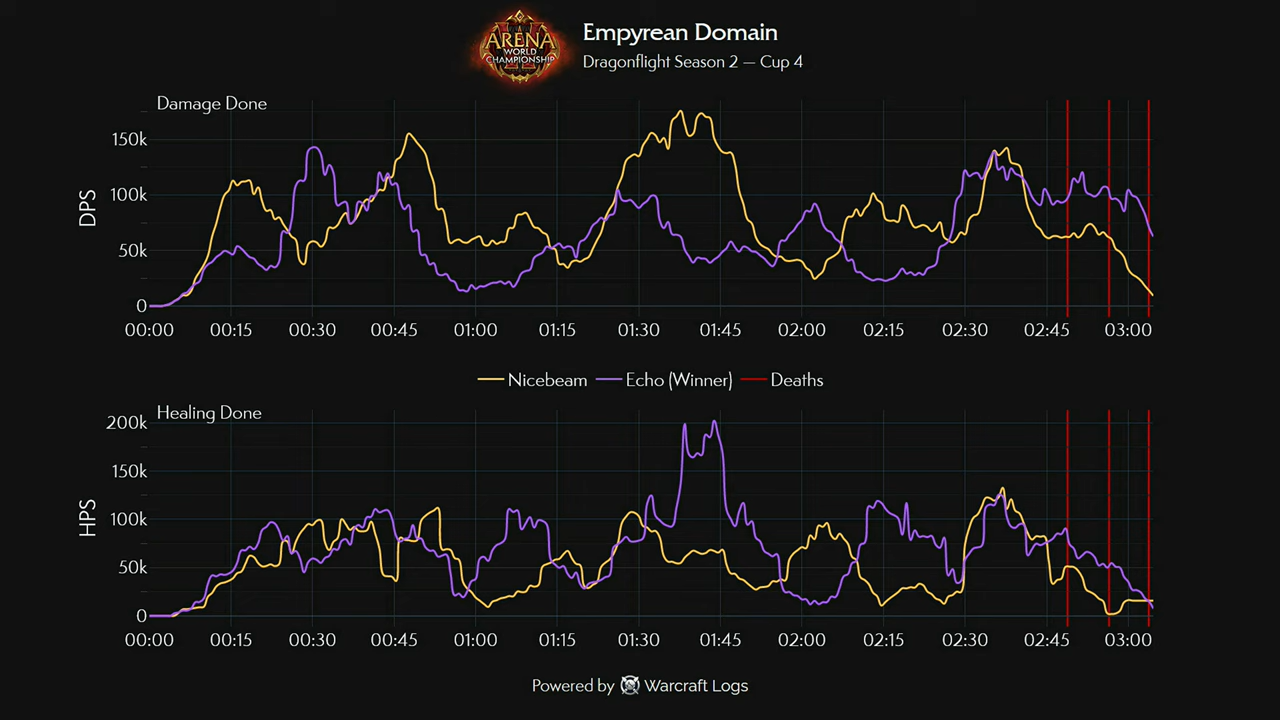 ARENA
WORLD
CHAMPIONSHIP
Empyrean Domain
Dragonflight Season 2 — Cup 4
Damage Done
DPS
150k
100k
50k
0
00:00 00:15 00:30 00:45 01:00 01:15 01:30 01:45 02:00 02:15 02:30 02:45 03:00
Nicebeam Echo (Winner) Deaths
Healing Done
HPS
200k
150k
100k
50k
0
00:00 00:15 00:30 00:45 01:00 01:15 01:30 01:45 02:00 02:15 02:30 02:45 03:00
Powered by Warcraft Logs